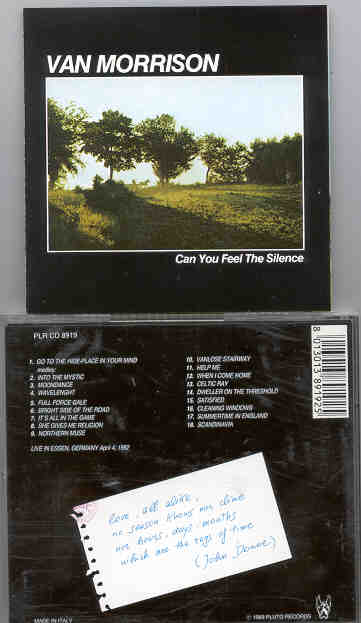 VAN MORRISON
Can You Feel The Silence
PLR CD 8919
1. GO TO THE HIDE-PLACE IN YOUR MIND
medley:
2. INTO THE MYSTIC
3. MOONDANCE
4. WAVELENGHT
5. FULL FORCE GALE
6. BRIGHT SIDE OF THE ROAD
7. IT'S ALL IN THE GAME
8. SHE GIVES ME RELIGION
9. NORTHERN MUSE
10. VANLOSE STAIRWAY
11. HELP ME
12. WHEN I COME HOME
13. CELTIC RAY
14. DWELLER ON THE THRESHOLD
15. SATISFIED
16. CLEANING WINDOWS
17. SUMMERTIME IN ENGLAND
18. SCANDINAVIA
LIVE IN ESSEN, GERMANY April 4, 1982
love, all alike,
no season knows nor clime
nor hours, days, months
which are the rags of time
(John Donne)
MADE IN ITALY
© 1989 PLUTO RECORDS